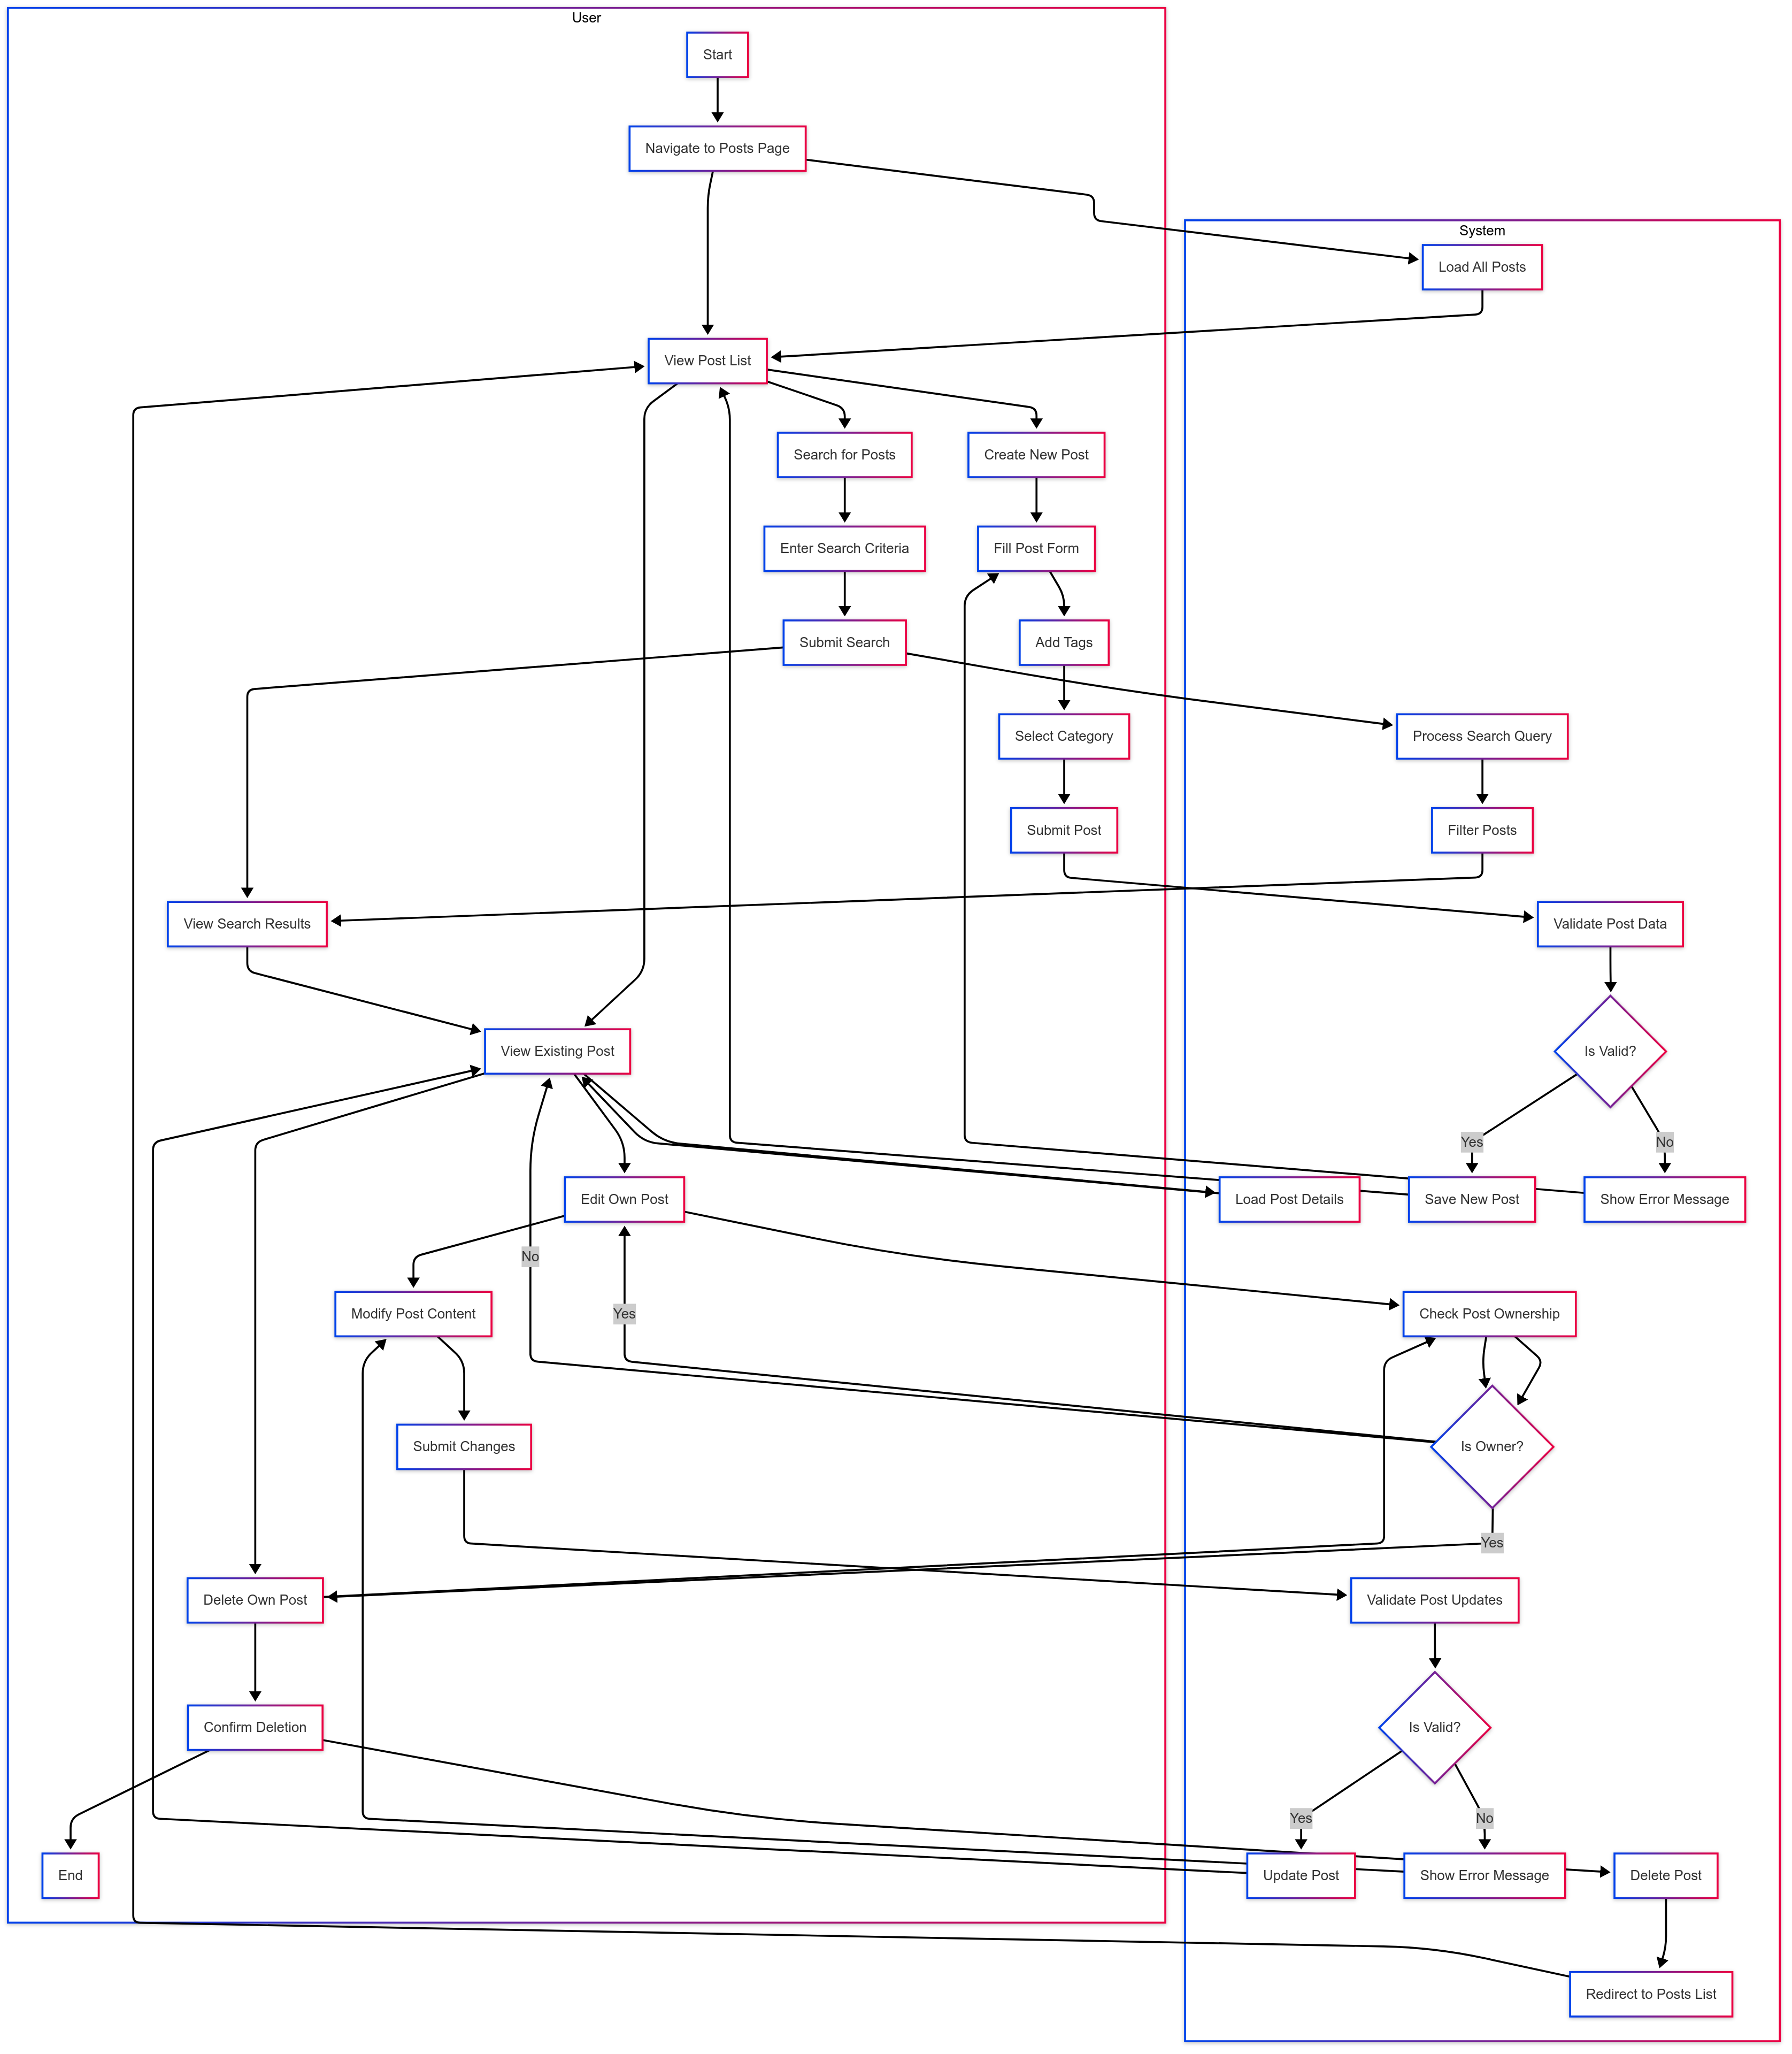 User
Start
Navigate to Posts Page
System
Load All Posts
View Post List
Search for Posts
Create New Post
Enter Search Criteria
Fill Post Form
Submit Search
Add Tags
Select Category
Process Search Query
Submit Post
Filter Posts
View Search Results
Validate Post Data
View Existing Post
Is Valid?
Yes
No
Edit Own Post
Load Post Details
Save New Post
Show Error Message
No
Modify Post Content
Yes
Check Post Ownership
Submit Changes
Is Owner?
Yes
Delete Own Post
Validate Post Updates
Confirm Deletion
Is Valid?
Yes
No
End
Update Post
Show Error Message
Delete Post
Redirect to Posts List